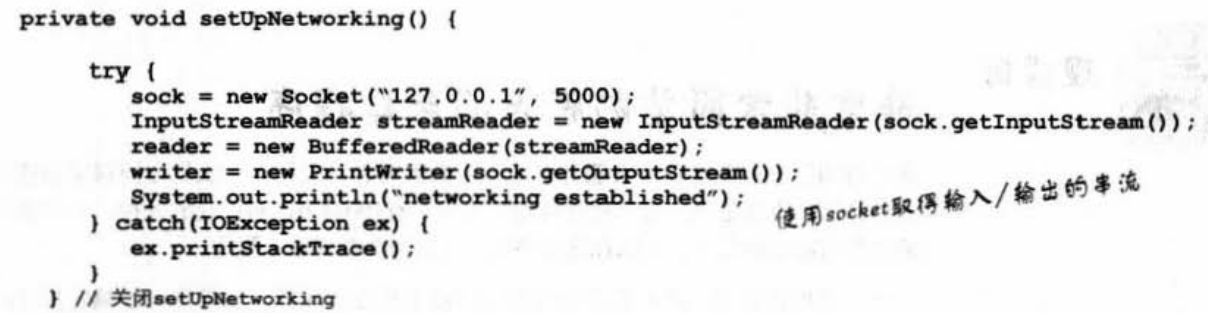 private void setUpNetworking() {
try {
sock = new Socket("127.0.0.1", 5000);
InputStreamReader streamReader = new InputStreamReader(sock.getInputStream());
reader = new BufferedReader(streamReader);
writer = new PrintWriter(sock.getOutputStream());
System.out.println("networking established");
使用socket取得输入/输出的串流
} catch(IOException ex) {
ex.printStackTrace();
}
} // 关闭setUpNetworking